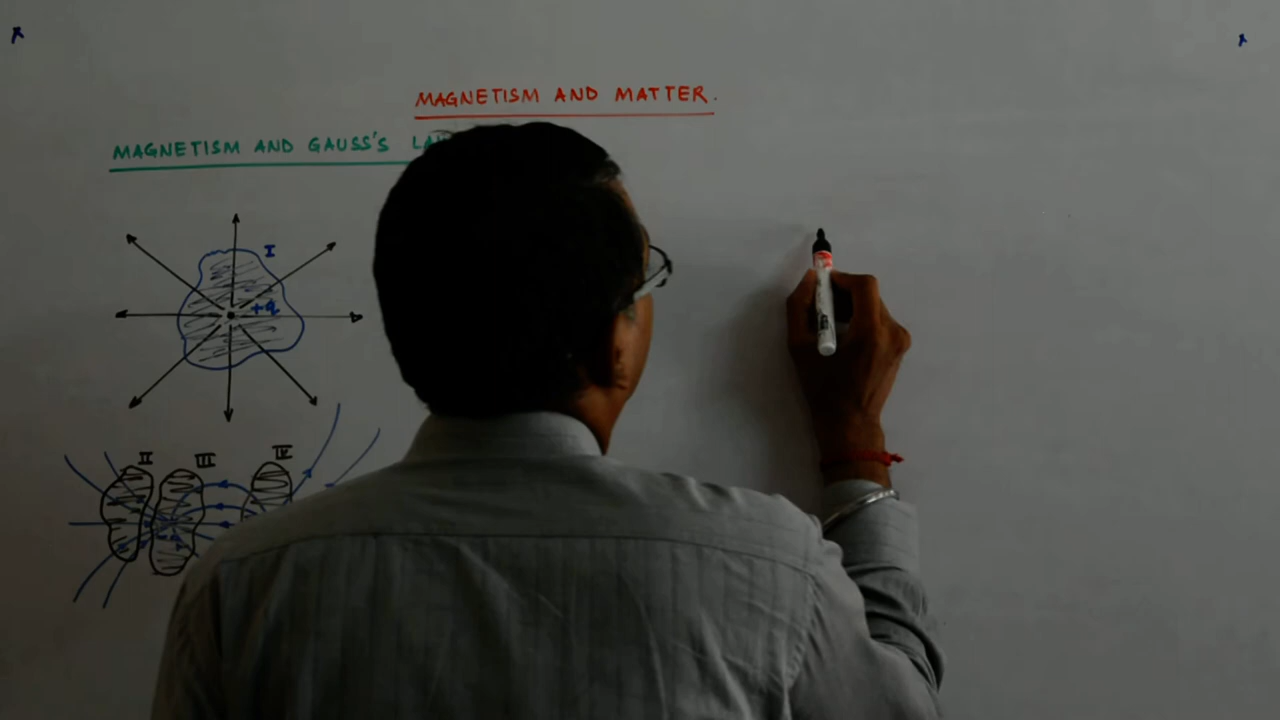 MAGNETISM AND MATTER.
MAGNETISM AND GAUSS'S
I
+q
II III IV